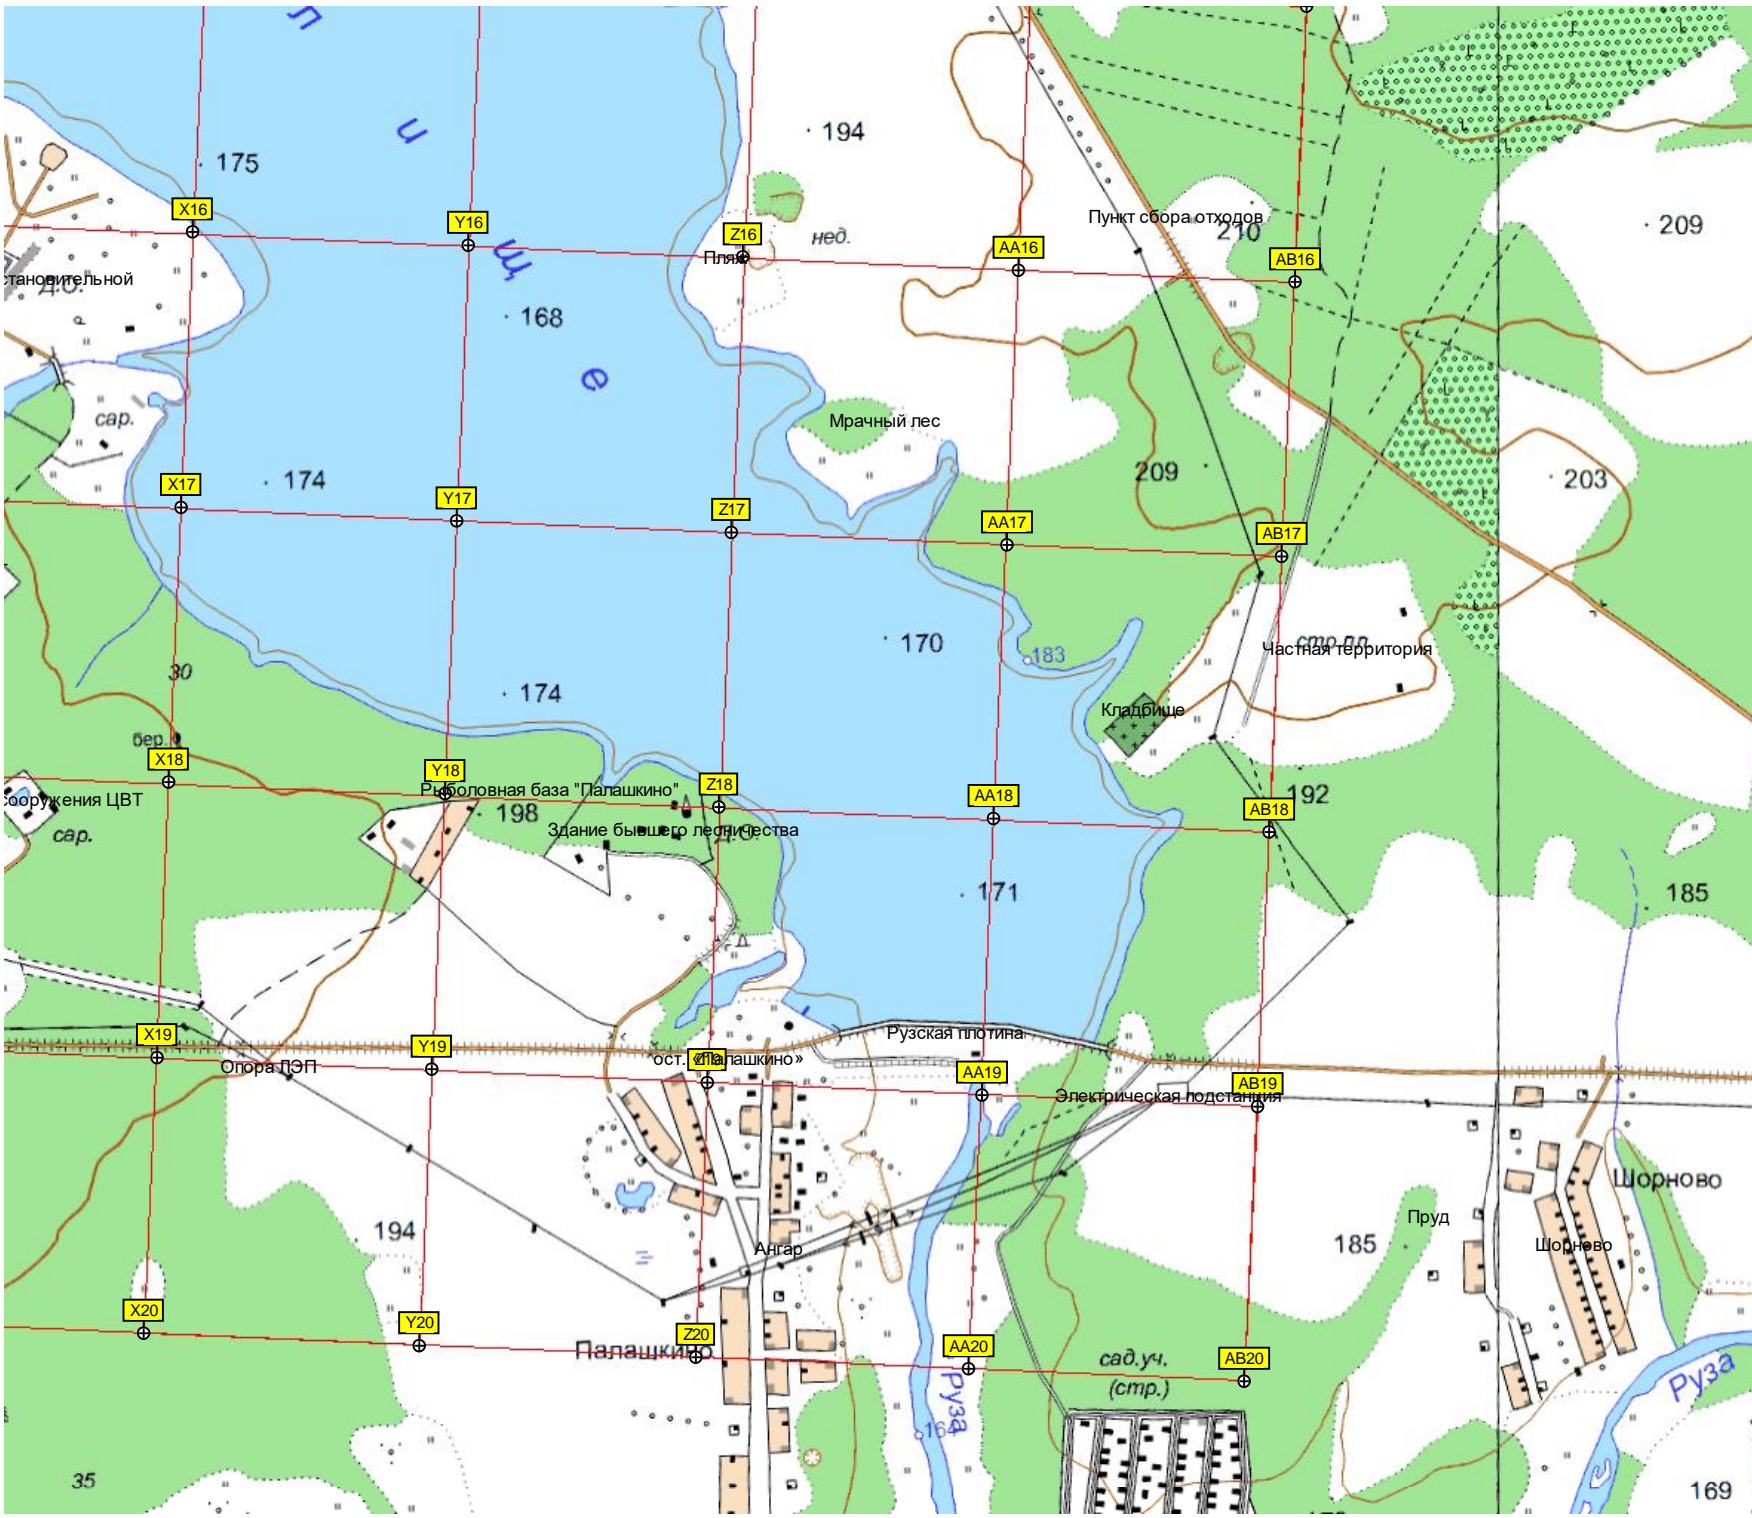 л
и
194
175
X16
Y16
Z16
AA16
AB16
Пункт сбора отходов
210
209
щ
нед.
Пляж
становительной
Д.О.
168
е
сар.
Мрачный лес
174
X17
Y17
Z17
AA17
AB17
209
203
170
183
стр.пл.
Частная территория
30
174
Кладбище
бер.
X18
Y18
Z18
AA18
AB18
192
Рыболовная база "Палашкино"
сооружения ЦВТ
198
сар.
Здание бывшего лесничества
Д.О.
171
185
X19
Y19
ост. «Палашкино»
Рузская плотина
AA19
AB19
Опора ЛЭП
Электрическая подстанция
Шорново
194
Ангар
185
Пруд
Шорново
X20
Y20
Z20
AA20
AB20
Палашкино
сад.уч.
(стр.)
Руза
Руза
164
35
169